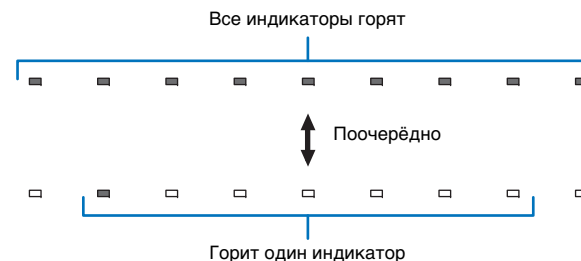 Все индикаторы горят
Поочерёдно
Горит один индикатор